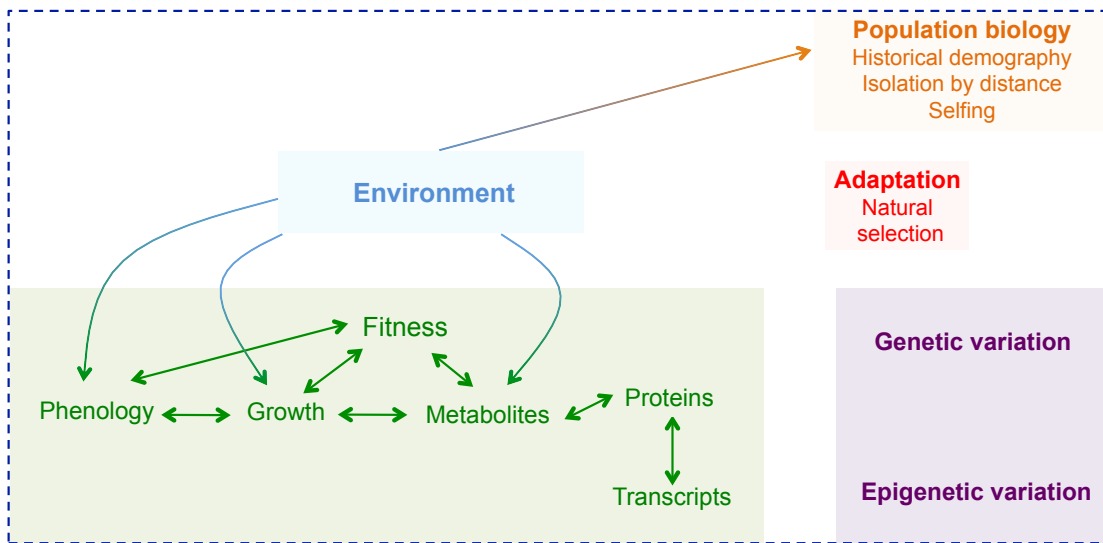 Population biology
Historical demography
Isolation by distance
Selfing
Environment
Adaptation
Natural
selection
Fitness
Genetic variation
Phenology
Growth
Metabolites
Proteins
Transcripts
Epigenetic variation